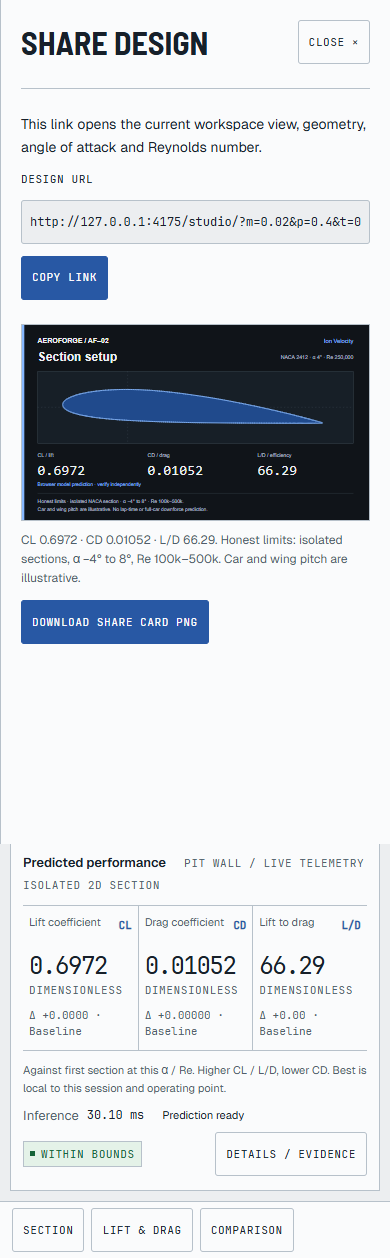 SHARE DESIGN
CLOSE ×
This link opens the current workspace view, geometry,
angle of attack and Reynolds number.
DESIGN URL
http://127.0.0.1:4175/studio/?m=0.02&p=0.4&t=0
COPY LINK
AEROFORGE / AF–02
Ion Velocity
Section setup
NACA 2412 · α 4° · Re 250,000
CL / lift
CD / drag
L/D / efficiency
0.6972
0.01052
66.29
Browser model prediction · verify independently
Honest limits · Isolated NACA section · α −4° to 8° · Re 100k–500k.
Car and wing pitch are illustrative. No lap-time or full-car downforce prediction.
CL 0.6972 · CD 0.01052 · L/D 66.29. Honest limits: isolated
sections, α −4° to 8°, Re 100k–500k. Car and wing pitch are
illustrative.
DOWNLOAD SHARE CARD PNG
Predicted performance
PIT WALL / LIVE TELEMETRY
ISOLATED 2D SECTION
Lift coefficient CL
Drag coefficient CD
Lift to drag L/D
0.6972
0.01052
66.29
DIMENSIONLESS
DIMENSIONLESS
DIMENSIONLESS
Δ +0.0000 ·
Baseline
Δ +0.00000 ·
Baseline
Δ +0.00 ·
Baseline
Against first section at this α / Re. Higher CL / L/D, lower CD. Best is
local to this session and operating point.
Inference 30.10 ms Prediction ready
WITHIN BOUNDS
DETAILS / EVIDENCE
SECTION
LIFT & DRAG
COMPARISON